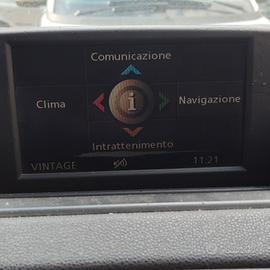 Comunicazione
Clima
i
Navigazione
Intrattenimento
VINTAGE 11:21